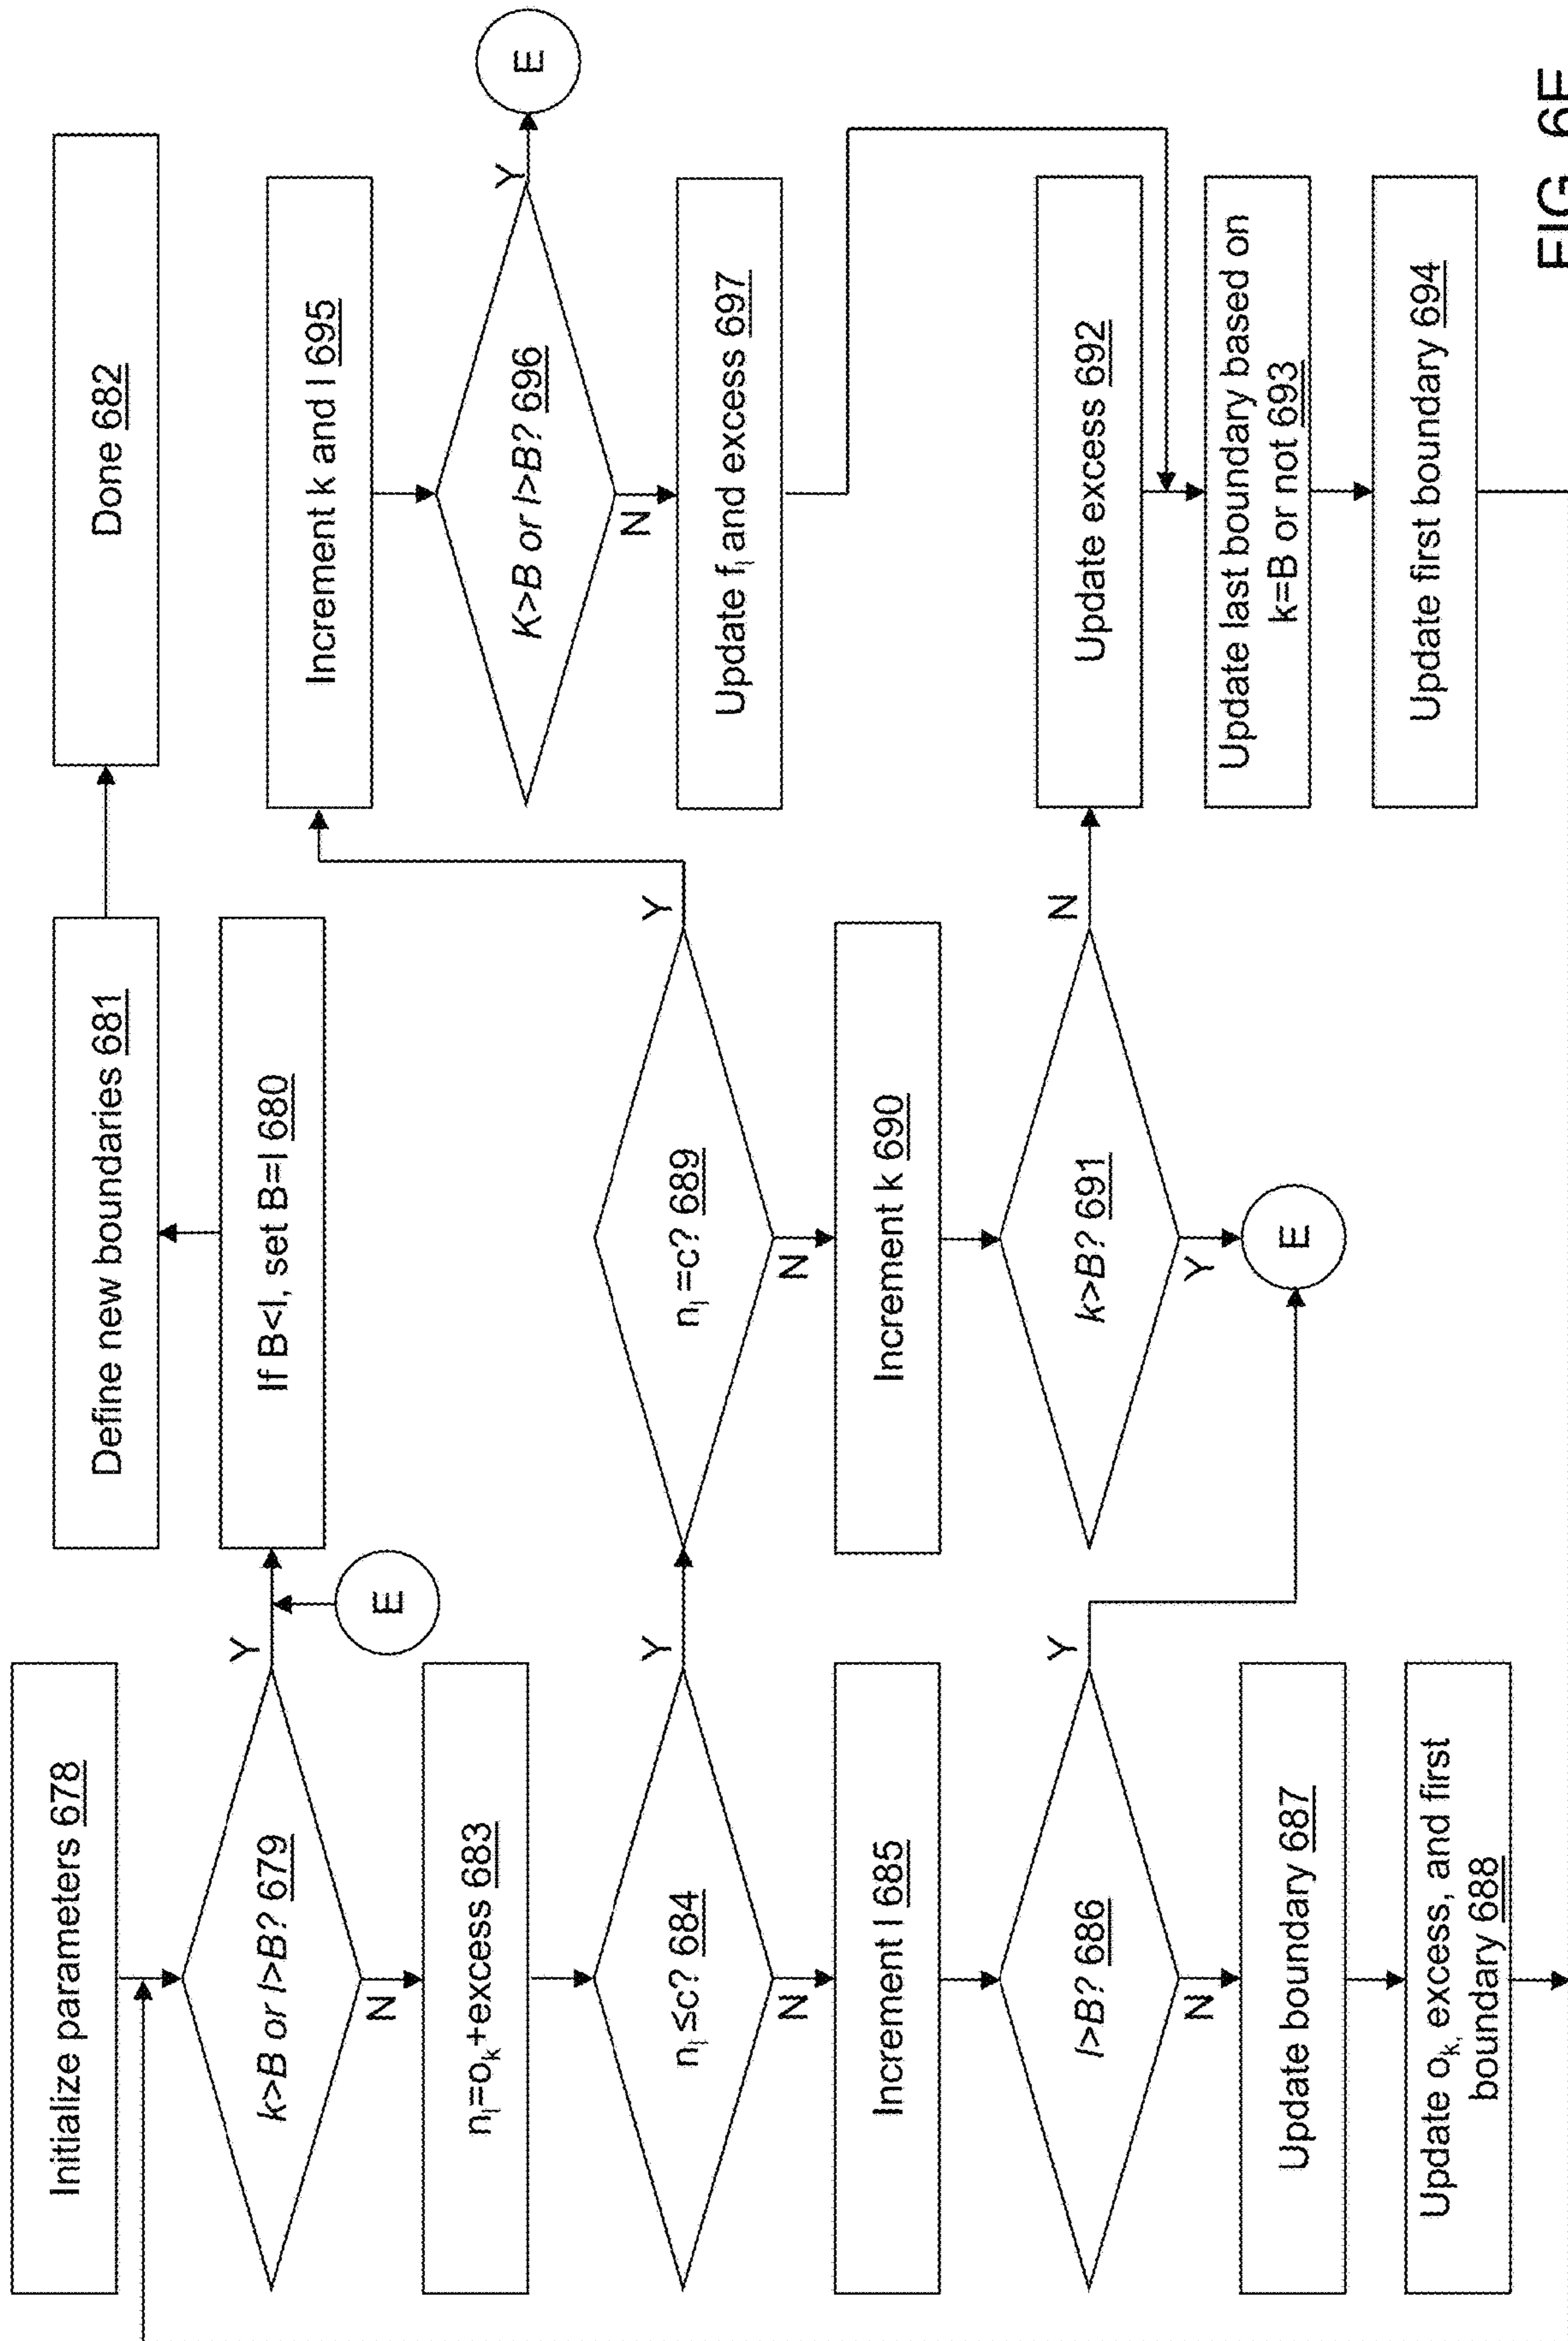 Initialize parameters 678
k>B or l>B? 679
Y
N
E
n_l=o_k+excess 683
n_l ≤c? 684
Y
N
Increment l 685
l>B? 686
Y
N
Update boundary 687
Update o_k, excess, and first
boundary 688
Define new boundaries 681
If B<l, set B=l 680
n_l =c? 689
Y
N
Increment k 690
k>B? 691
N
Y
E
Done 682
Increment k and l 695
K>B or l>B? 696
Y
E
N
Update f_l and excess 697
Update excess 692
Update last boundary based on
k=B or not 693
Update first boundary 694
FIG.